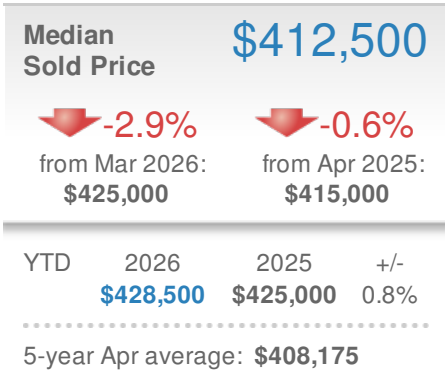 Median
Sold Price
$412,500
-2.9%
from Mar 2026:
$425,000
-0.6%
from Apr 2025:
$415,000
YTD 2026 2025 +/-
$428,500 $425,000 0.8%
5-year Apr average: $408,175